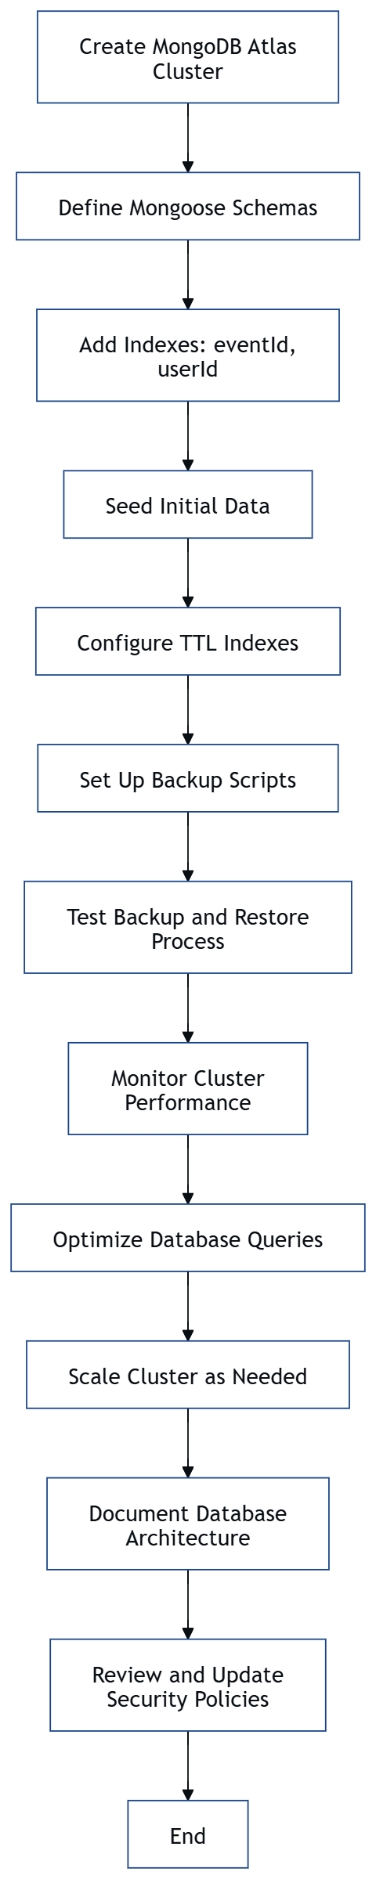 Create MongoDB Atlas
Cluster
Define Mongoose Schemas
Add Indexes: eventId,
userId
Seed Initial Data
Configure TTL Indexes
Set Up Backup Scripts
Test Backup and Restore
Process
Monitor Cluster
Performance
Optimize Database Queries
Scale Cluster as Needed
Document Database
Architecture
Review and Update
Security Policies
End